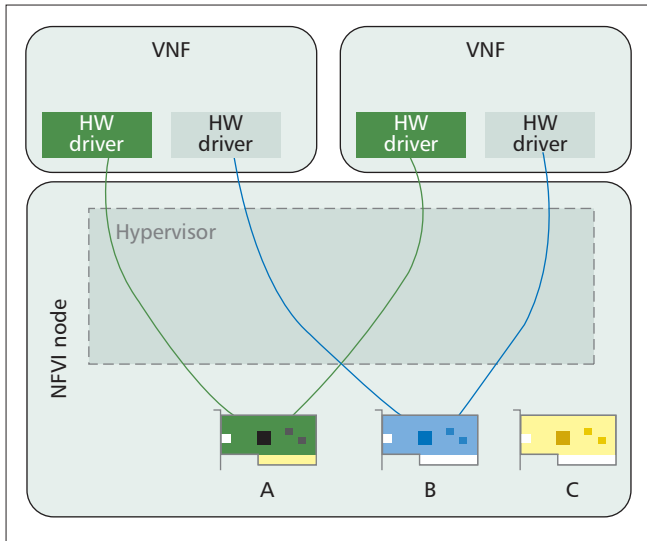 VNF
VNF
HW
driver
HW
driver
HW
driver
HW
driver
Hypervisor
NFVI node
A
B
C